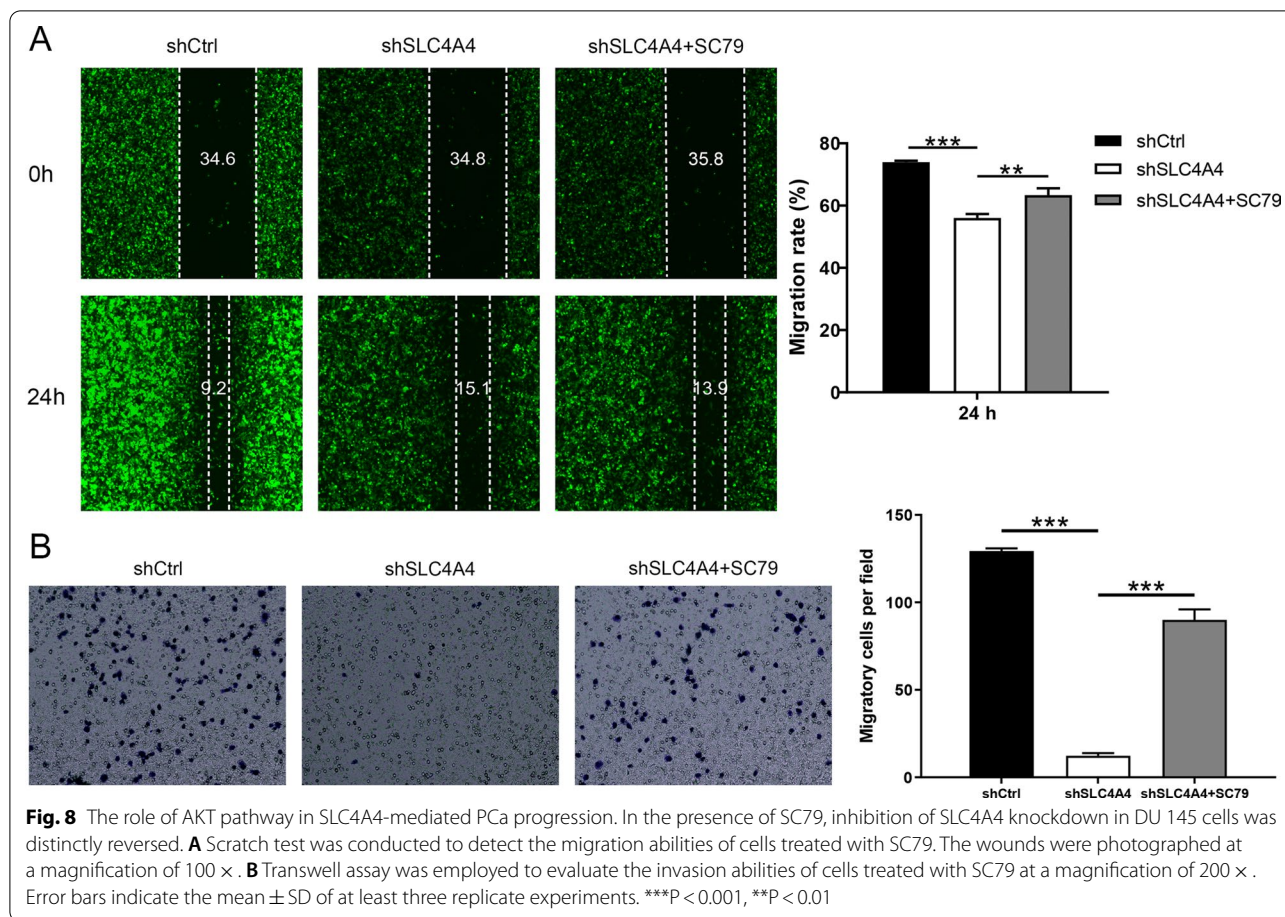 A
shCtrl
shSLC4A4
shSLC4A4+SC79
0h
34.6
34.8
35.8
24h
9.2
15.1
13.9
Migration rate (%)
80
60
40
20
0
24 h
***
**
shCtrl
shSLC4A4
shSLC4A4+SC79
B
shCtrl
shSLC4A4
shSLC4A4+SC79
Migratory cells per field
150
100
50
0
***
***
shCtrl
shSLC4A4
shSLC4A4+SC79
Fig. 8 The role of AKT pathway in SLC4A4-mediated PCa progression. In the presence of SC79, inhibition of SLC4A4 knockdown in DU 145 cells was
distinctly reversed. A Scratch test was conducted to detect the migration abilities of cells treated with SC79. The wounds were photographed at
a magnification of 100 ×. B Transwell assay was employed to evaluate the invasion abilities of cells treated with SC79 at a magnification of 200 ×.
Error bars indicate the mean ± SD of at least three replicate experiments. ***P < 0.001, **P < 0.01